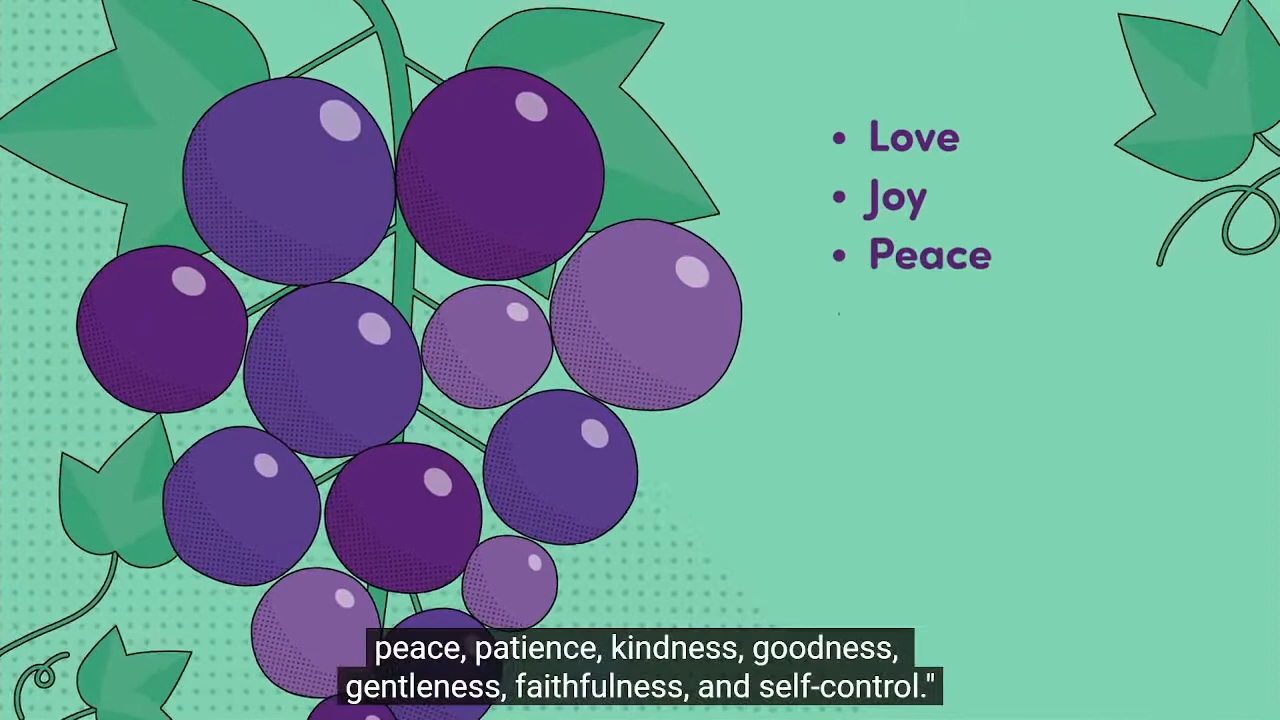 • Love
• Joy
• Peace
peace, patience, kindness, goodness,
gentleness, faithfulness, and self-control."